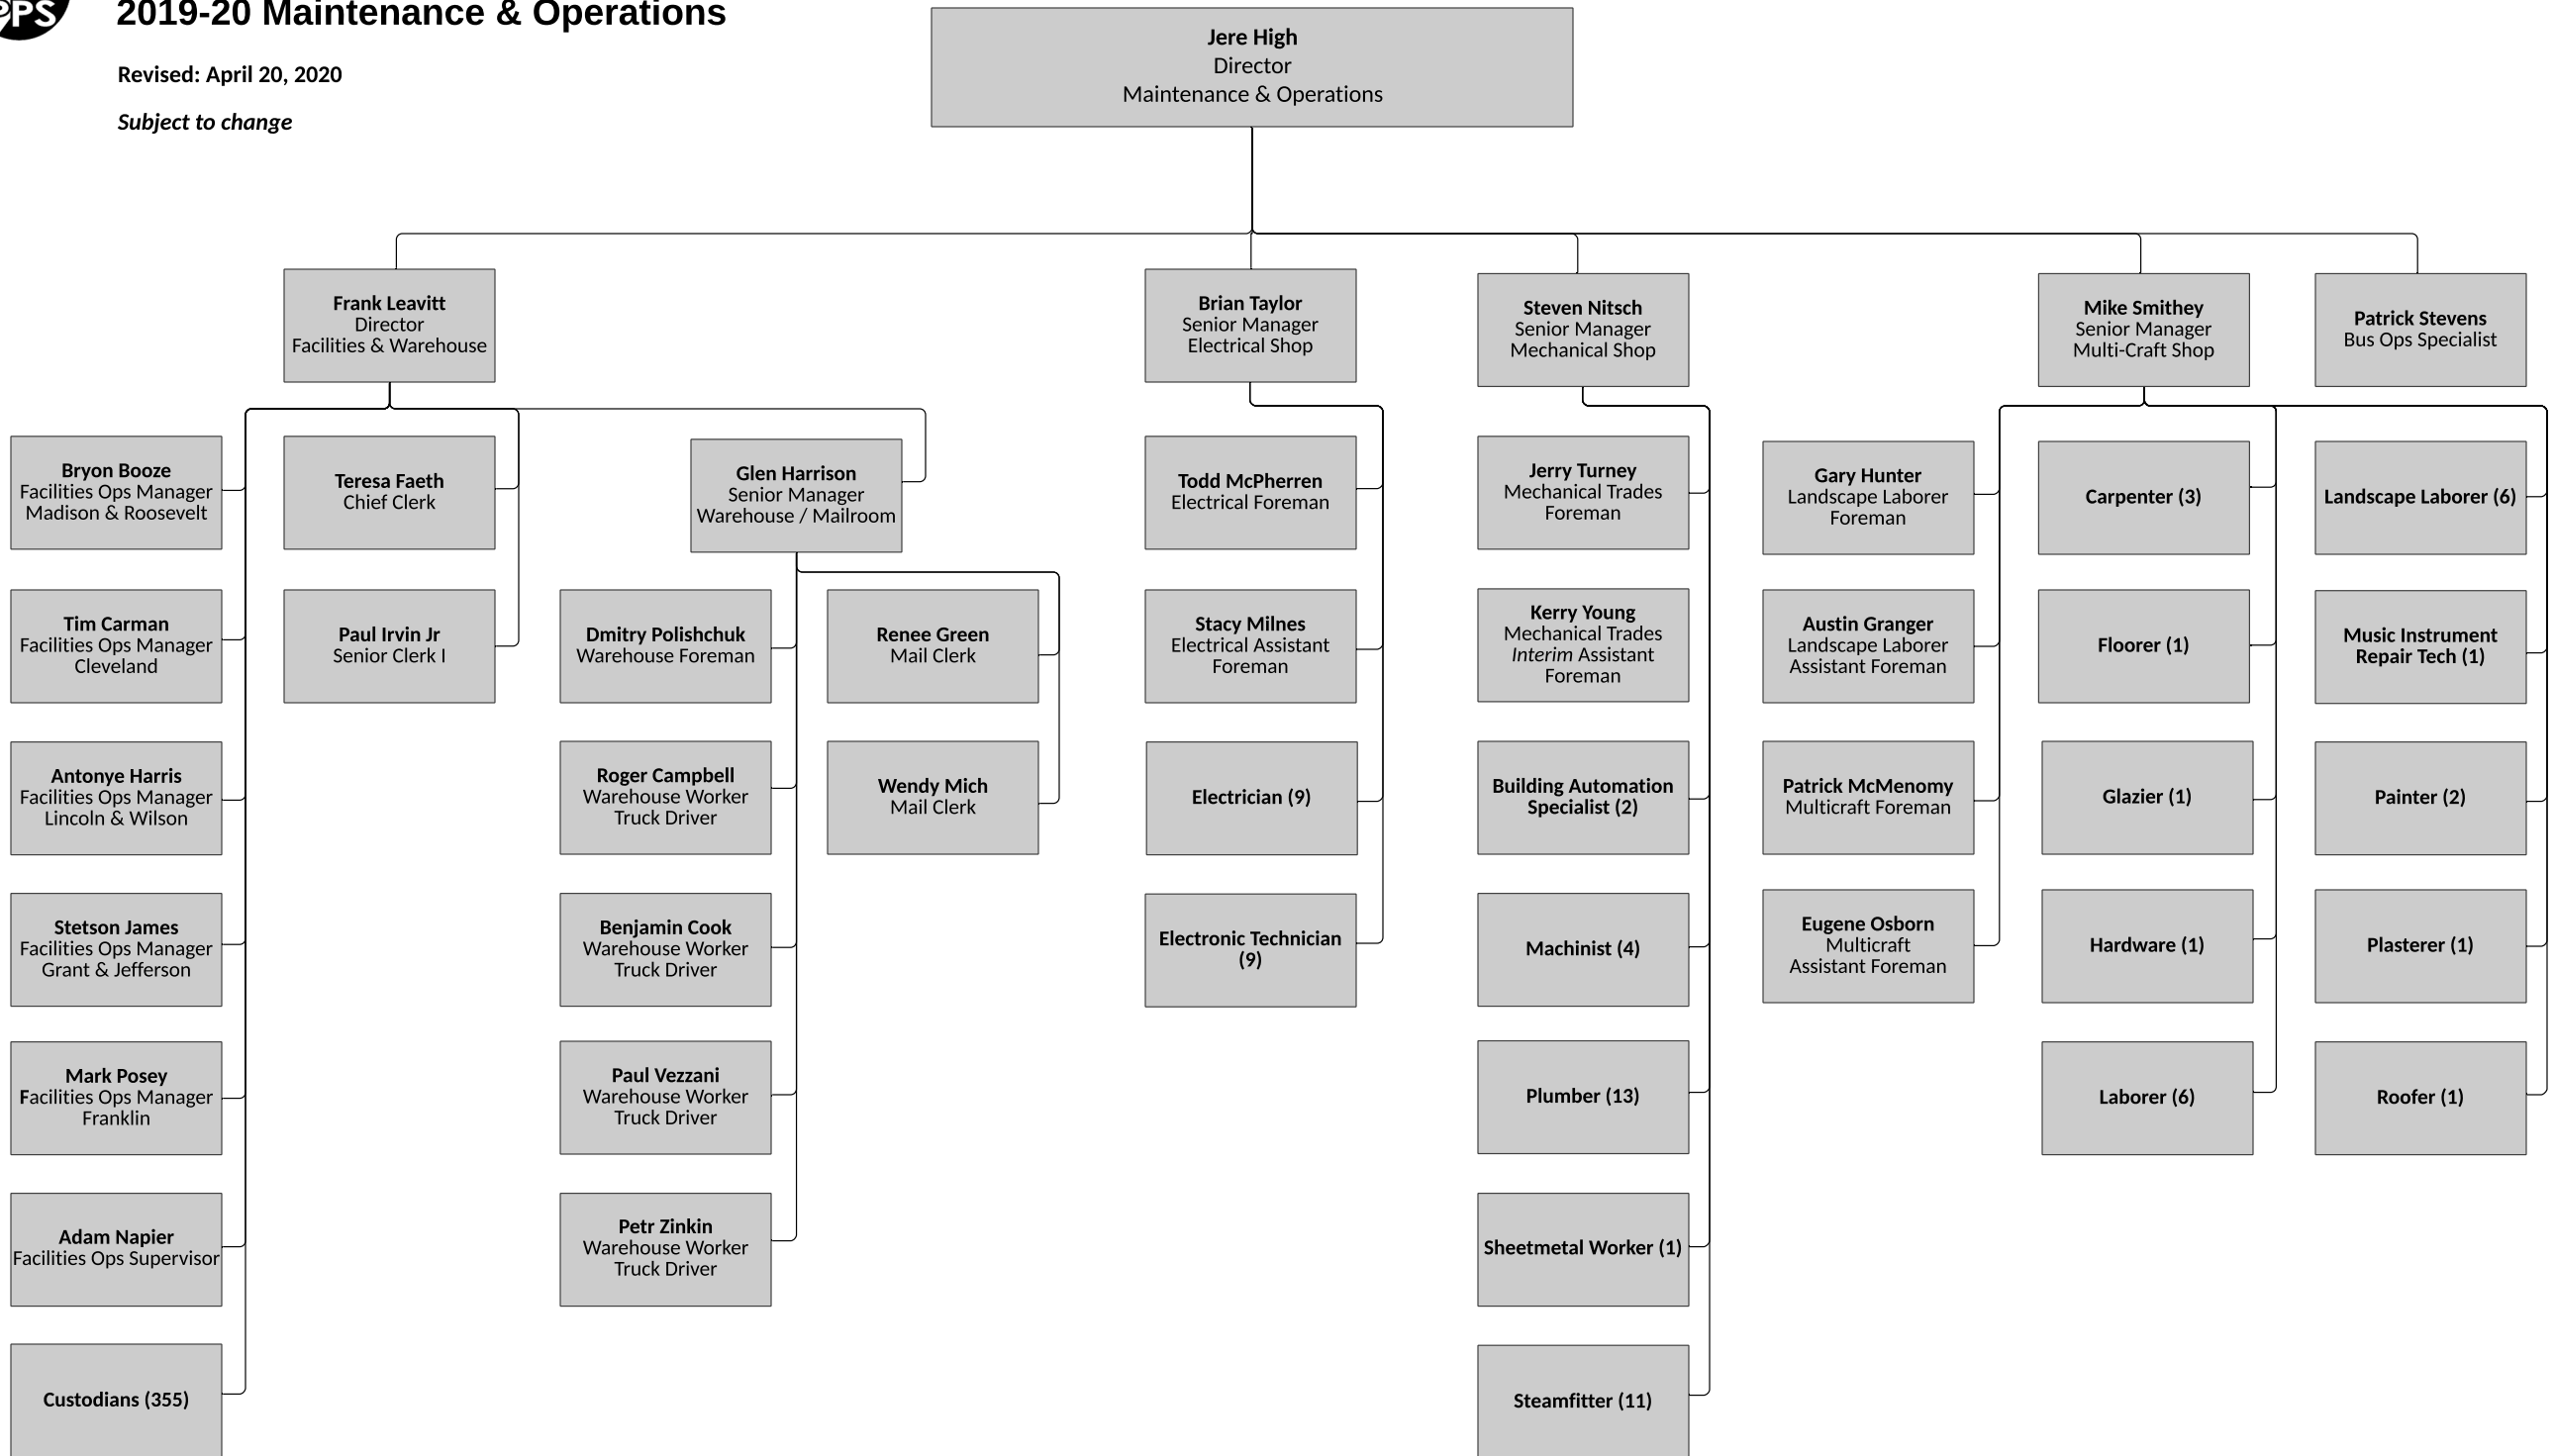 PPS
2019-20 Maintenance & Operations
Revised: April 20, 2020
Subject to change
Jere High
Director
Maintenance & Operations
Frank Leavitt
Director
Facilities & Warehouse
Brian Taylor
Senior Manager
Electrical Shop
Steven Nitsch
Senior Manager
Mechanical Shop
Mike Smithey
Senior Manager
Multi-Craft Shop
Patrick Stevens
Bus Ops Specialist
Bryon Booze
Facilities Ops Manager
Madison & Roosevelt
Tim Carman
Facilities Ops Manager
Cleveland
Antonye Harris
Facilities Ops Manager
Lincoln & Wilson
Stetson James
Facilities Ops Manager
Grant & Jefferson
Mark Posey
Facilities Ops Manager
Franklin
Adam Napier
Facilities Ops Supervisor
Custodians (355)
Teresa Faeth
Chief Clerk
Paul Irvin Jr
Senior Clerk I
Glen Harrison
Senior Manager
Warehouse / Mailroom
Dmitry Polishchuk
Warehouse Foreman
Roger Campbell
Warehouse Worker
Truck Driver
Benjamin Cook
Warehouse Worker
Truck Driver
Paul Vezzani
Warehouse Worker
Truck Driver
Petr Zinkin
Warehouse Worker
Truck Driver
Renee Green
Mail Clerk
Wendy Mich
Mail Clerk
Todd McPherren
Electrical Foreman
Stacy Milnes
Electrical Assistant
Foreman
Electrician (9)
Electronic Technician
(9)
Jerry Turney
Mechanical Trades
Foreman
Kerry Young
Mechanical Trades
Interim Assistant
Foreman
Building Automation
Specialist (2)
Machinist (4)
Plumber (13)
Sheetmetal Worker (1)
Steamfitter (11)
Gary Hunter
Landscape Laborer
Foreman
Austin Granger
Landscape Laborer
Assistant Foreman
Patrick McMenomy
Multicraft Foreman
Eugene Osborn
Multicraft
Assistant Foreman
Carpenter (3)
Floorer (1)
Glazier (1)
Hardware (1)
Laborer (6)
Landscape Laborer (6)
Music Instrument
Repair Tech (1)
Painter (2)
Plasterer (1)
Roofer (1)